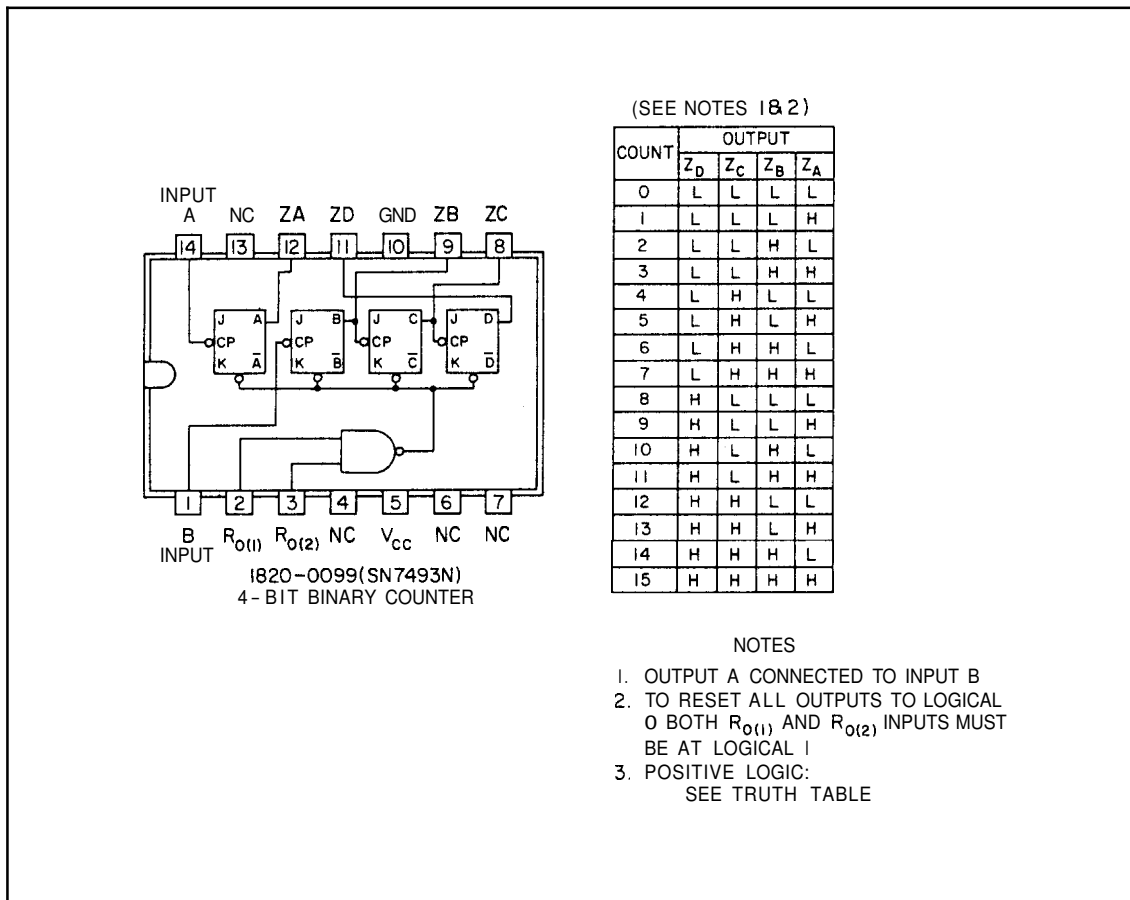 INPUT
A NC ZA ZD GND ZB ZC
14 13 12 11 10 9 8
J A J B J C J D
CP CP CP CP
K A̅ K B̅ K C̅ K D̅
1 2 3 4 5 6 7
B R0(1) R0(2) NC VCC NC NC
INPUT
1820-0099(SN7493N)
4-BIT BINARY COUNTER
(SEE NOTES 1&2)
COUNT OUTPUT
ZD ZC ZB ZA
0 L L L L
1 L L L H
2 L L H L
3 L L H H
4 L H L L
5 L H L H
6 L H H L
7 L H H H
8 H L L L
9 H L L H
10 H L H L
11 H L H H
12 H H L L
13 H H L H
14 H H H L
15 H H H H
NOTES
1. OUTPUT A CONNECTED TO INPUT B
2. TO RESET ALL OUTPUTS TO LOGICAL
0 BOTH R0(1) AND R0(2) INPUTS MUST
BE AT LOGICAL 1
3. POSITIVE LOGIC:
SEE TRUTH TABLE